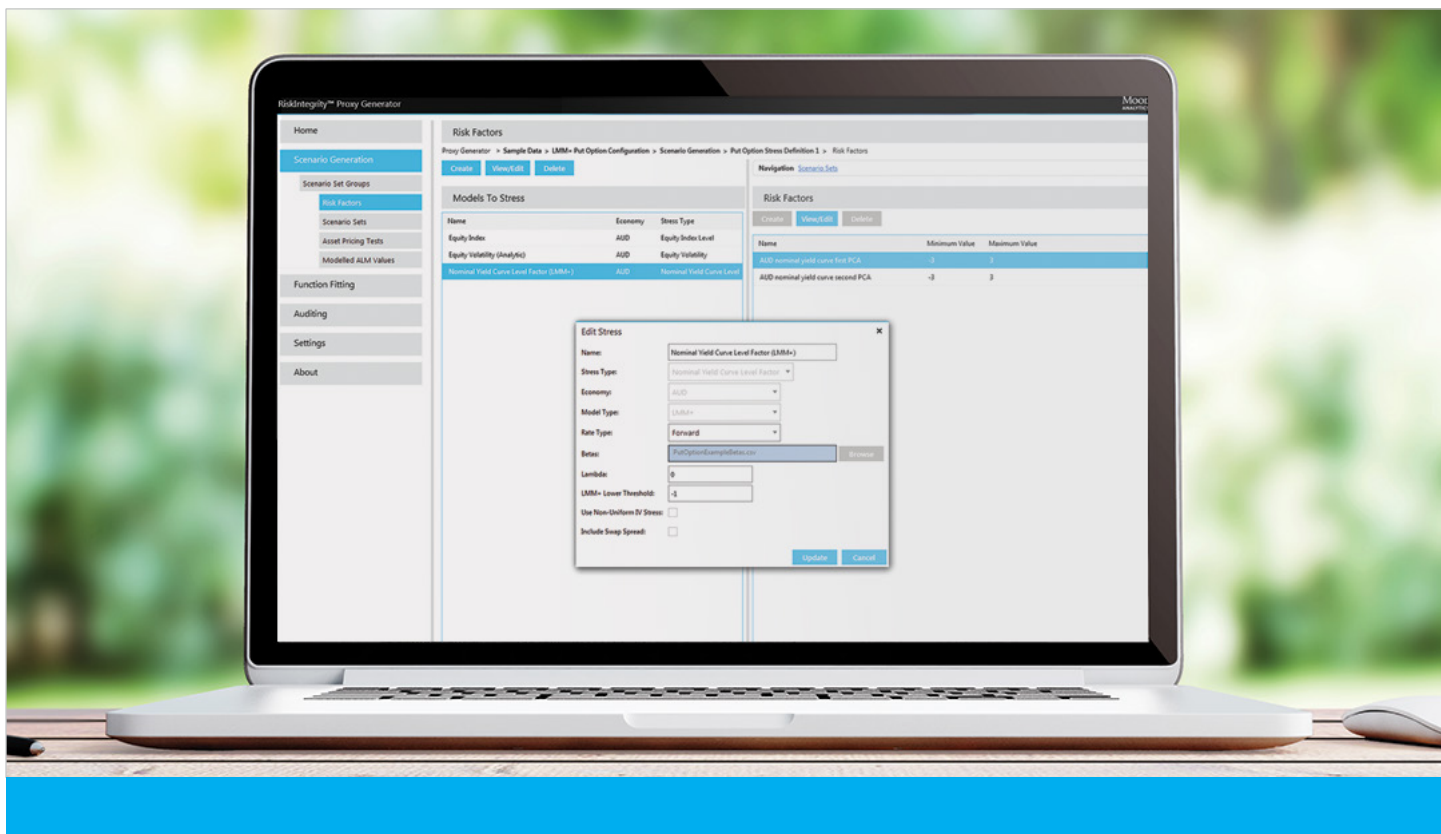 RiskIntegrity™ Proxy Generator
Home
Scenario Generation
Scenario Set Groups
Risk Factors
Scenario Sets
Asset Pricing Tests
Modelled ALM Values
Function Fitting
Auditing
Settings
About
Risk Factors
Proxy Generator > Sample Data > LMM+ Put Option Configuration > Scenario Generation > Put Option Stress Definition 1 > Risk Factors
Create View/Edit Delete
Navigation Scenario Sets
Models To Stress
Name Economy Stress Type
Equity Index AUD Equity Index Level
Equity Volatility (Analytic) AUD Equity Volatility
Nominal Yield Curve Level Factor (LMM+) AUD Nominal Yield Curve Level
Risk Factors
Create View/Edit Delete
Name Minimum Value Maximum Value
AUD nominal yield curve first PCA -3 3
AUD nominal yield curve second PCA -3 3
Edit Stress ×
Name: Nominal Yield Curve Level Factor (LMM+)
Stress Type: Nominal Yield Curve Level Factor
Economy: AUD
Model Type: LMM+
Rate Type: Forward
Betas: PutOptionExampleBetas.csv Browse
Lambda: 0
LMM+ Lower Threshold: -1
Use Non-Uniform IV Stress:
Include Swap Spread:
Update Cancel